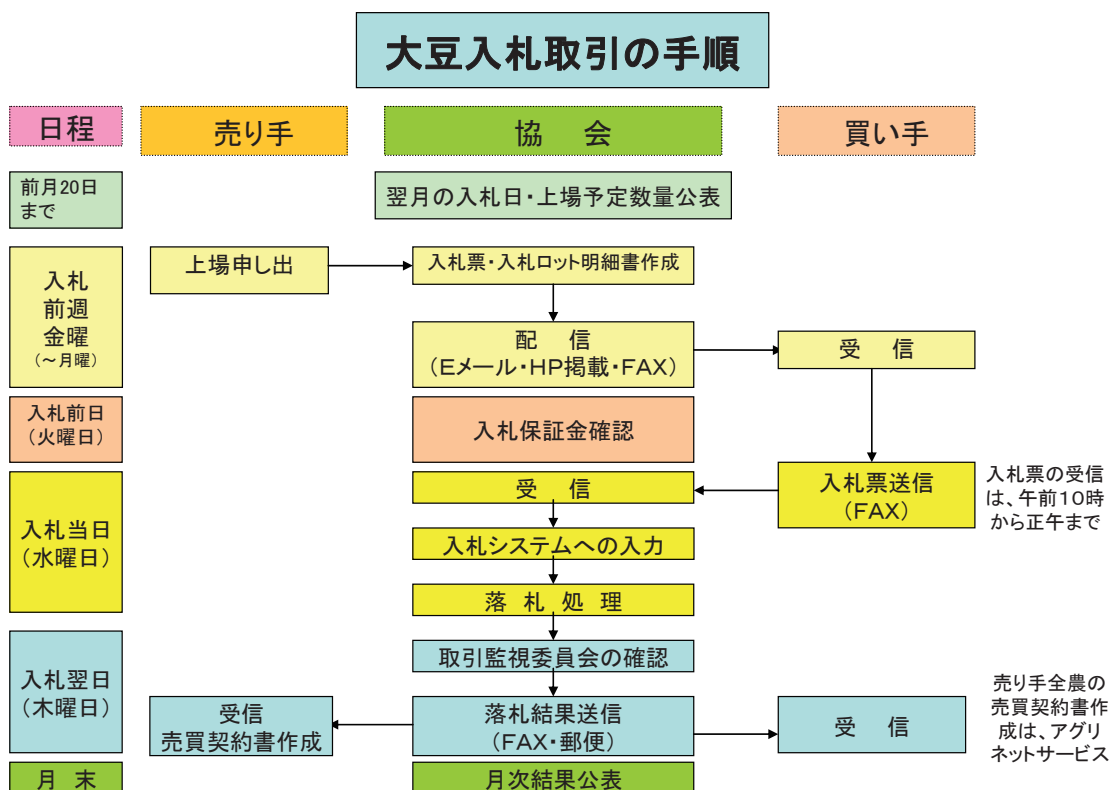 大豆入札取引の手順
日程
売り手
協　会
買い手
前月20日
まで
翌月の入札日・上場予定数量公表
入札
前週
金曜
(～月曜)
上場申し出
入札票・入札ロット明細書作成
配　信
(Eメール・HP掲載・FAX)
受　信
入札前日
(火曜日)
入札保証金確認
入札当日
(水曜日)
受　信
入札票送信
(FAX)
入札票の受信
は、午前10時
から正午まで
入札システムへの入力
落　札　処　理
入札翌日
(木曜日)
取引監視委員会の確認
受信
売買契約書作成
落札結果送信
(FAX・郵便)
受　信
売り手全農の
売買契約書作
成は、アグリ
ネットサービス
月　末
月次結果公表